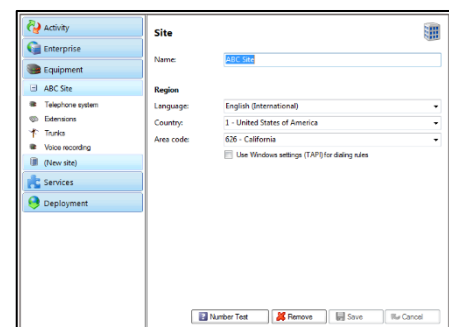 Activity
Enterprise
Equipment
ABC Site
Telephone system
Extensions
Trunks
Voice recording
(New site)
Services
Deployment
Site
Name: ABC Site
Region
Language: English (International)
Country: 1 - United States of America
Area code: 626 - California
Use Windows settings (TAPI) for dialing rules
Number Test Remove Save Cancel